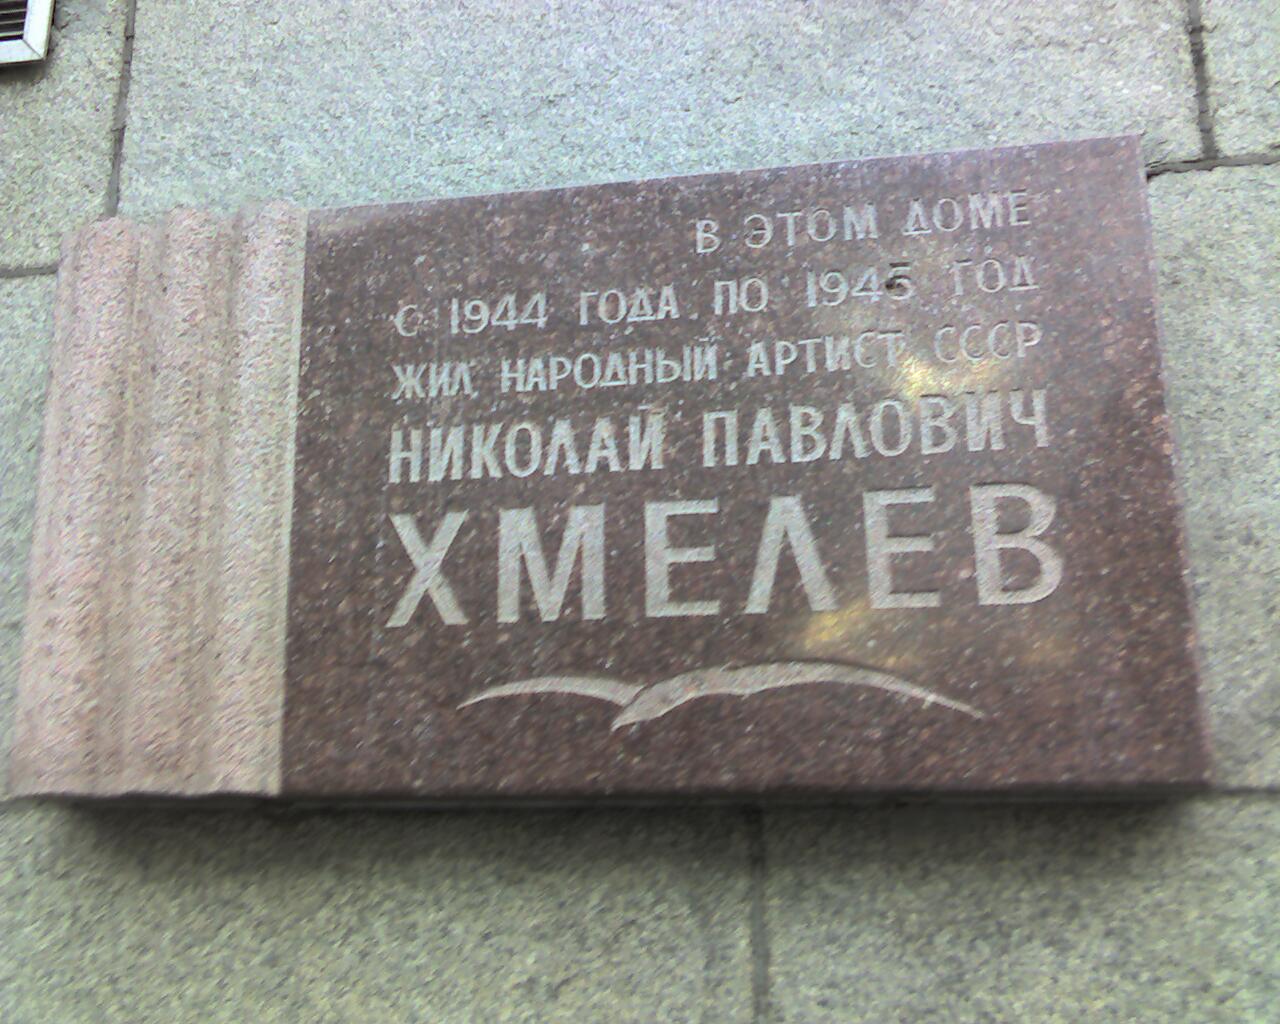 В ЭТОМ ДОМЕ
С 1944 ГОДА ПО 1945 ГОД
ЖИЛ НАРОДНЫЙ АРТИСТ СССР
НИКОЛАЙ ПАВЛОВИЧ
ХМЕЛЕВ